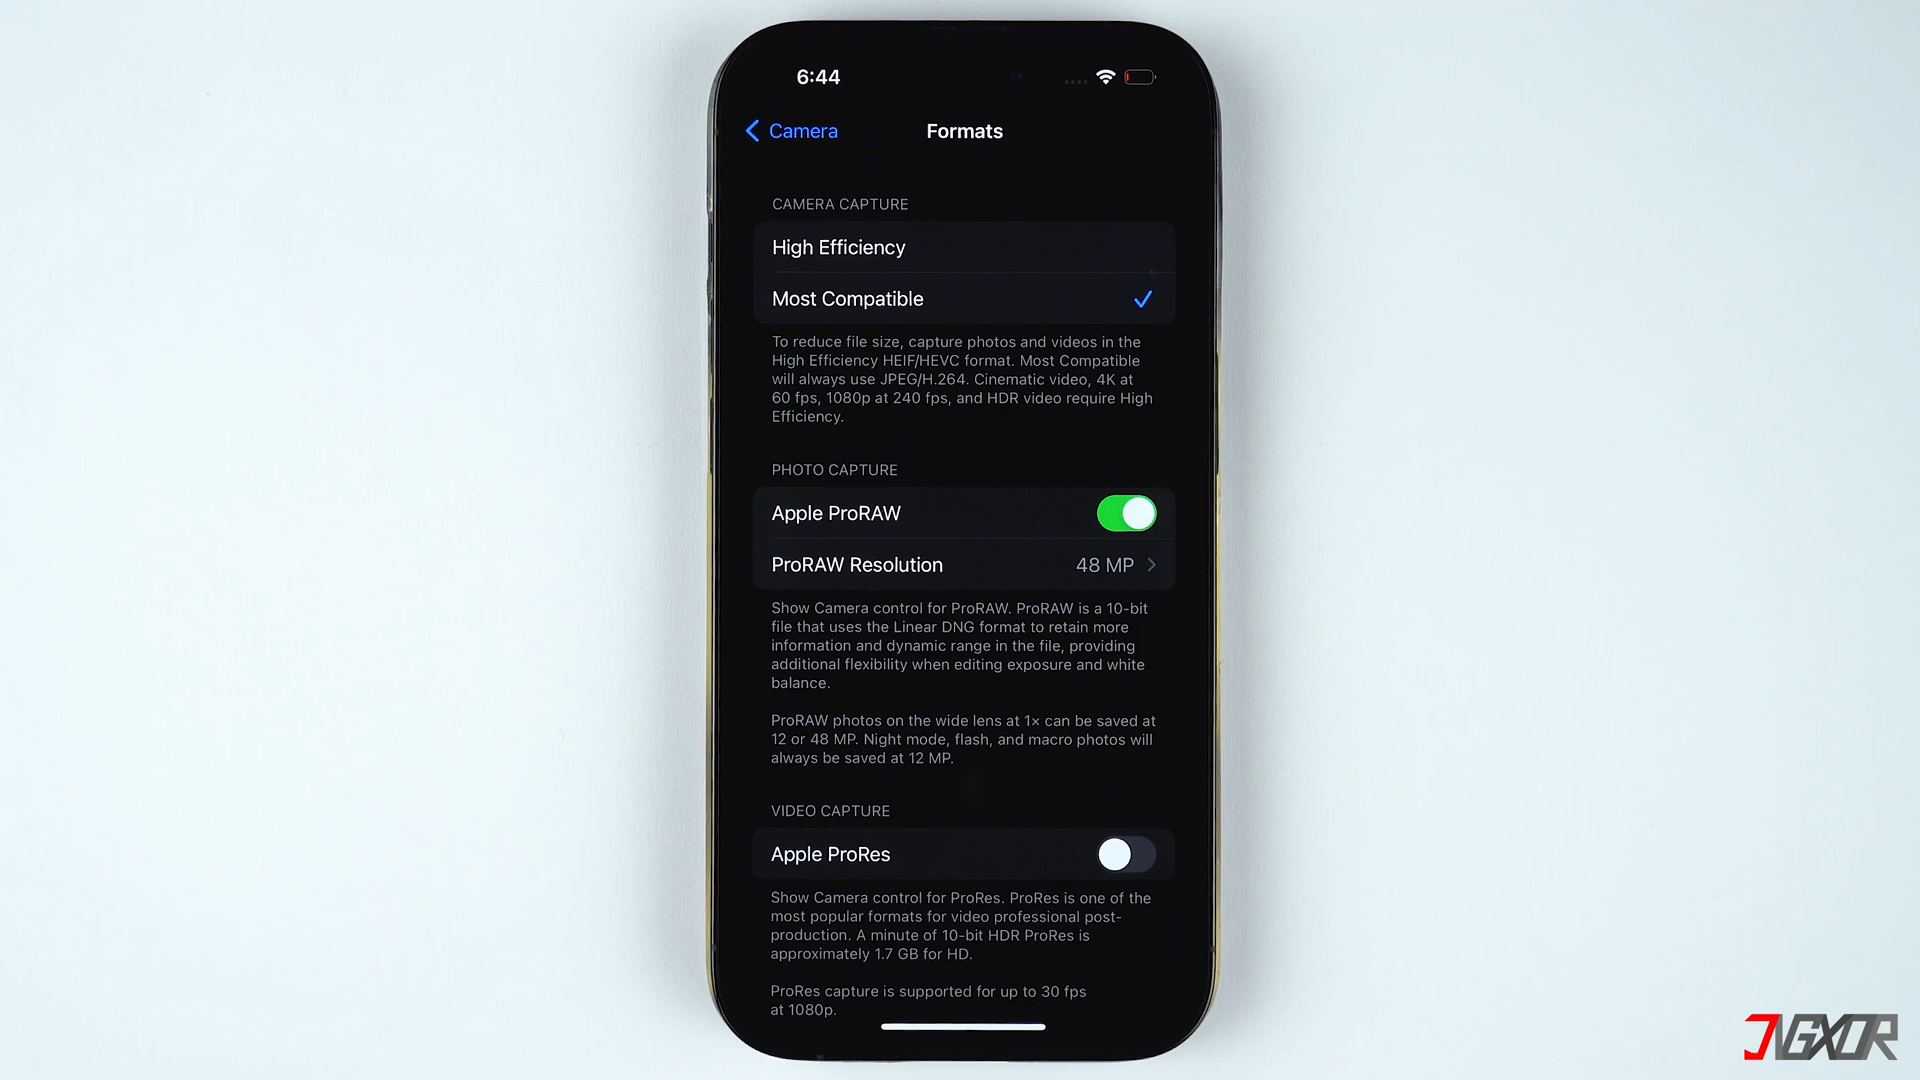 6:44
Camera
Formats
CAMERA CAPTURE
High Efficiency
Most Compatible
To reduce file size, capture photos and videos in the
High Efficiency HEIF/HEVC format. Most Compatible
will always use JPEG/H.264. Cinematic video, 4K at
60 fps, 1080p at 240 fps, and HDR video require High
Efficiency.
PHOTO CAPTURE
Apple ProRAW
ProRAW Resolution 48 MP
Show Camera control for ProRAW. ProRAW is a 10-bit
file that uses the Linear DNG format to retain more
information and dynamic range in the file, providing
additional flexibility when editing exposure and white
balance.
ProRAW photos on the wide lens at 1× can be saved at
12 or 48 MP. Night mode, flash, and macro photos will
always be saved at 12 MP.
VIDEO CAPTURE
Apple ProRes
Show Camera control for ProRes. ProRes is one of the
most popular formats for video professional post-
production. A minute of 10-bit HDR ProRes is
approximately 1.7 GB for HD.
ProRes capture is supported for up to 30 fps
at 1080p.
JVGXOR